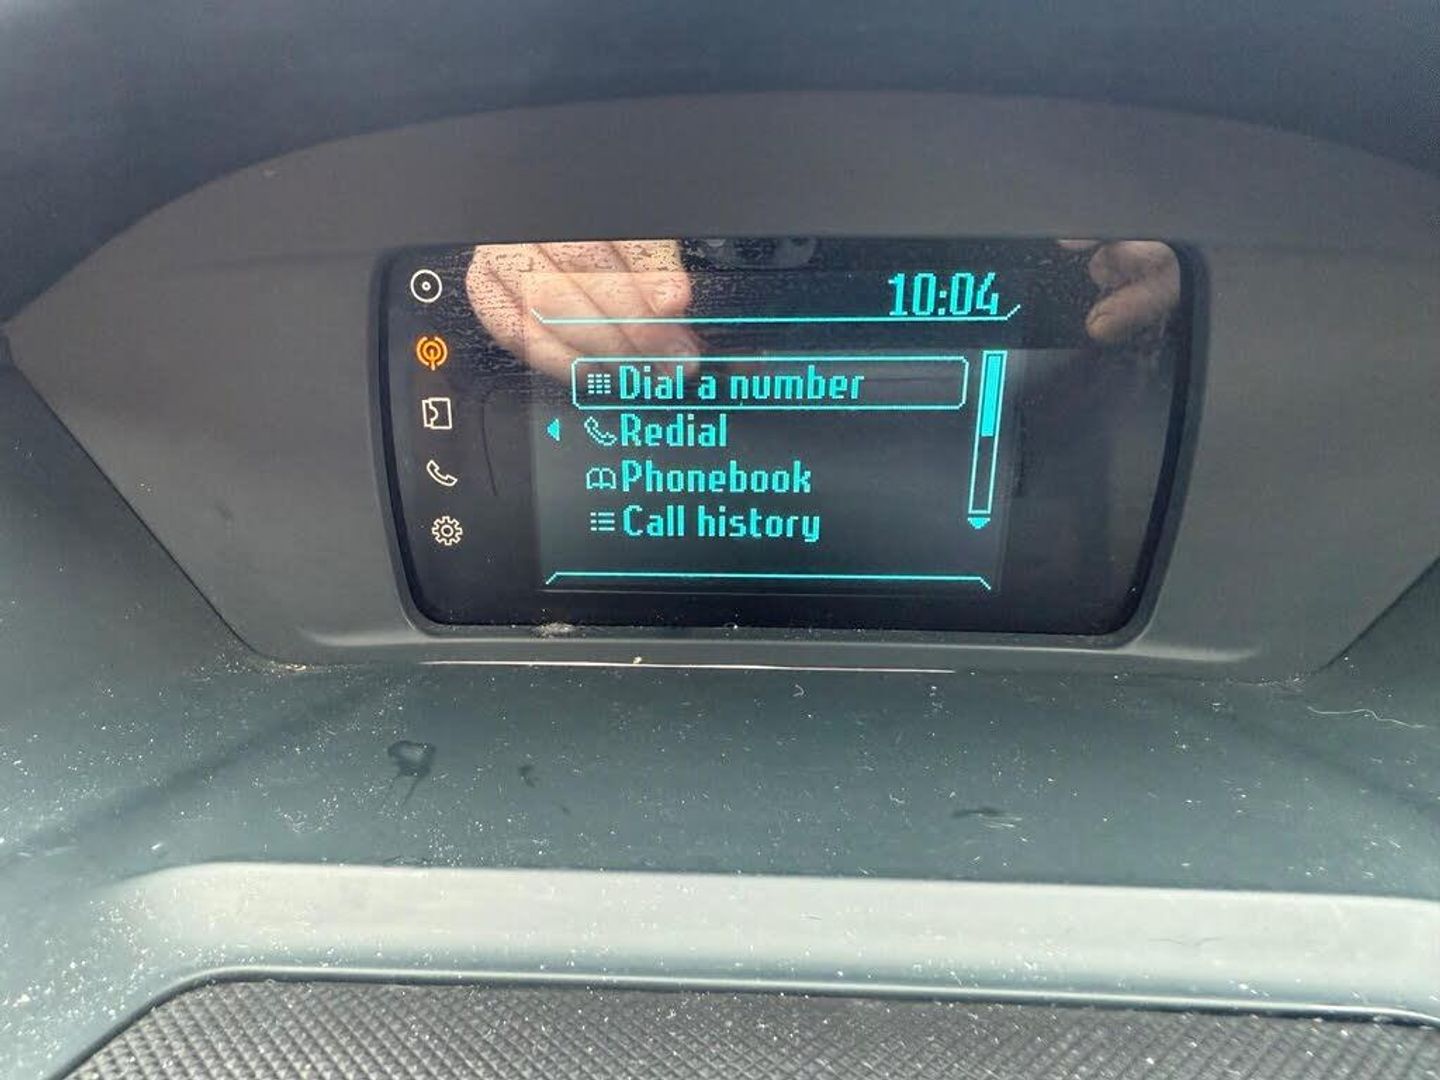 10:04
Dial a number
Redial
Phonebook
Call history